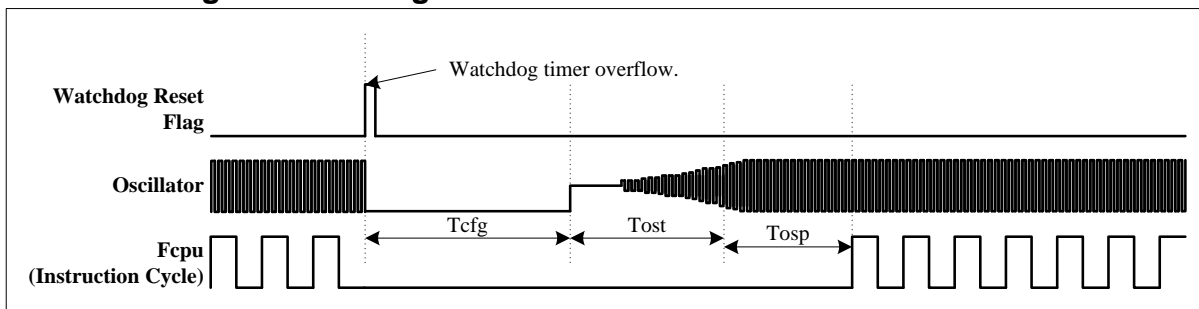 Watchdog timer overflow.
Watchdog Reset
Flag
Oscillator
Tcfg
Tost
Tosp
Fcpu
(Instruction Cycle)